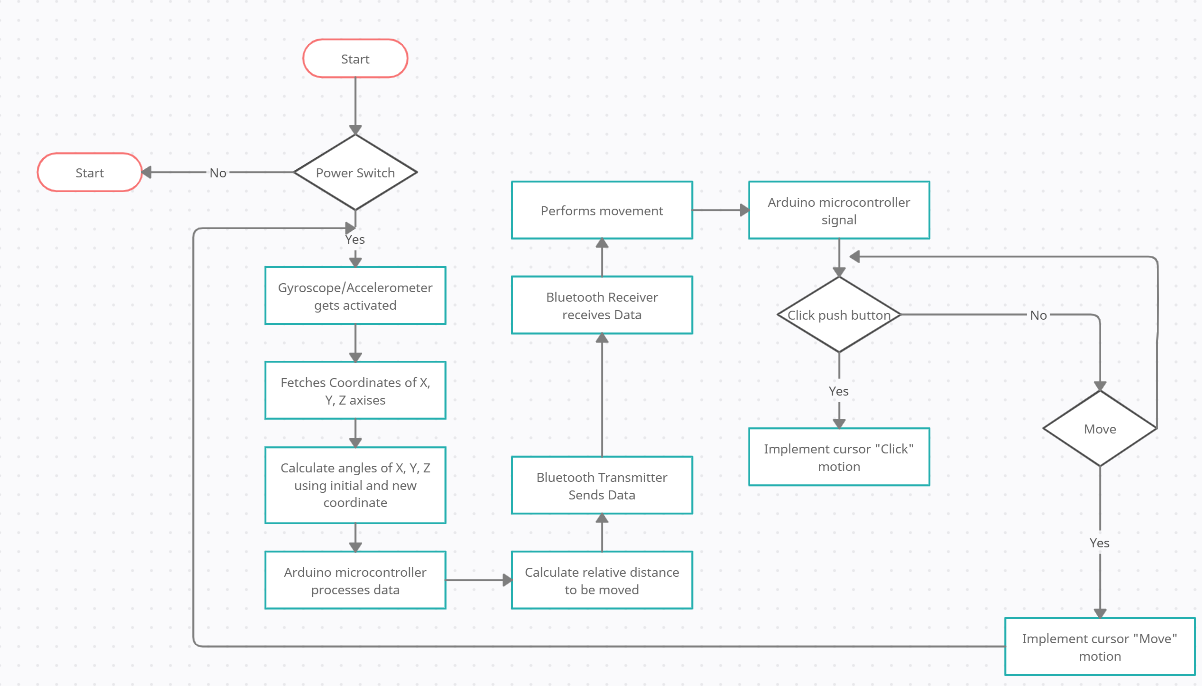 Start
Power Switch
No
Start
Yes
Gyroscope/Accelerometer
gets activated
Fetches Coordinates of X,
Y, Z axises
Calculate angles of X, Y, Z
using initial and new
coordinate
Arduino microcontroller
processes data
Calculate relative distance
to be moved
Bluetooth Transmitter
Sends Data
Bluetooth Receiver
receives Data
Performs movement
Arduino microcontroller
signal
Click push button
Yes
Implement cursor "Click"
motion
No
Move
Yes
Implement cursor "Move"
motion